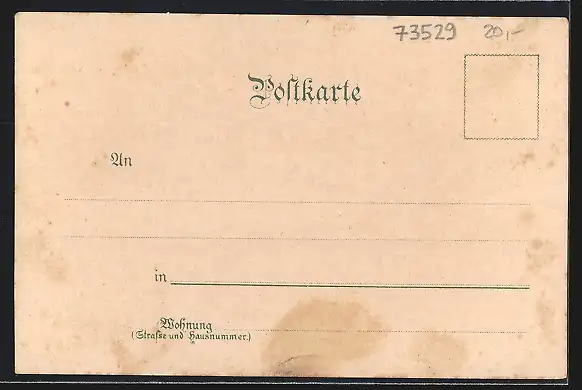 73529 20,-
Postkarte
An
in
Wohnung
(Straße und Hausnummer.)